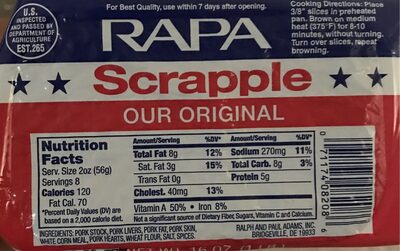 U.S.
INSPECTED
AND PASSED BY
DEPARTMENT OF
AGRICULTURE
EST.265
For Best Quality, use within 7 days after opening.
Cooking Directions: Place
3/8" slices in preheated
pan. Brown on medium
heat (375°F) for 8-10
minutes, without turning.
Turn over slices, repeat
browning.
RAPA
Scrapple
OUR ORIGINAL
Nutrition
Facts
Serv. Size 2oz (56g)
Servings 8
Calories 120
Fat Cal. 70
*Percent Daily Values (DV) are
based on a 2,000 calorie diet.
Amount/Serving %DV*
Total Fat 8g 12%
Sat. Fat 3g 15%
Trans Fat 0g
Cholest. 40mg 13%
Amount/Serving %DV*
Sodium 270mg 11%
Total Carb. 8g 3%
Protein 5g
Vitamin A 50% • Iron 8%
Not a significant source of Dietary Fiber, Sugars, Vitamin C and Calcium.
INGREDIENTS: PORK STOCK, PORK LIVERS, PORK FAT, PORK SKIN,
WHITE CORN MEAL, PORK HEARTS, WHEAT FLOUR, SALT, SPICES.
RALPH AND PAUL ADAMS, INC.
BRIDGEVILLE, DE 19933